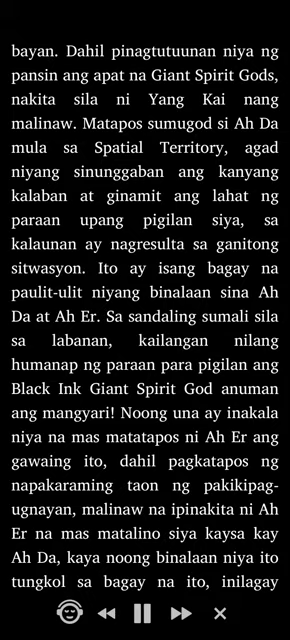 bayan. Dahil pinagtutuunan niya ng
pansin ang apat na Giant Spirit Gods,
nakita sila ni Yang Kai nang
malinaw. Matapos sumugod si Ah Da
mula sa Spatial Territory, agad
niyang sinunggaban ang kanyang
kalaban at ginamit ang lahat ng
paraan upang pigilan siya, sa
kalaunan ay nagresulta sa ganitong
sitwasyon. Ito ay isang bagay na
paulit-ulit niyang binalaan sina Ah
Da at Ah Er. Sa sandaling sumali sila
sa labanan, kailangan nilang
humanap ng paraan para pigilan ang
Black Ink Giant Spirit God anuman
ang mangyari! Noong una ay inakala
niya na mas matatapos ni Ah Er ang
gawaing ito, dahil pagkatapos ng
napakaraming taon ng pakikipag-
ugnayan, malinaw na ipinakita ni Ah
Er na mas matalino siya kaysa kay
Ah Da, kaya noong binalaan niya ito
tungkol sa bagay na ito, inilagay